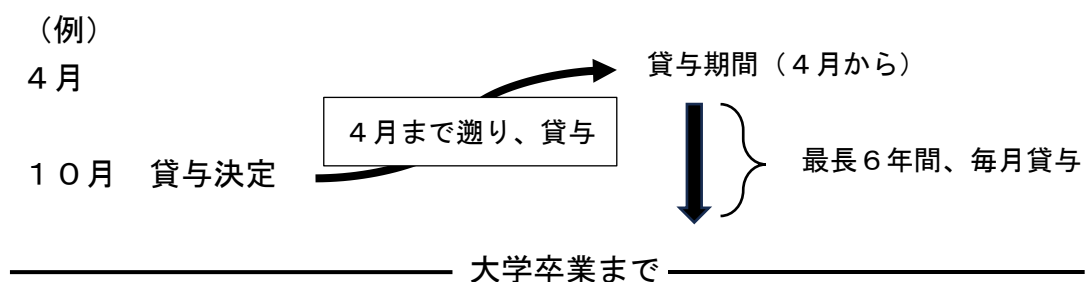 （例）
４月
貸与期間（４月から）
４月まで遡り、貸与
１０月　貸与決定
最長６年間、毎月貸与
大学卒業まで